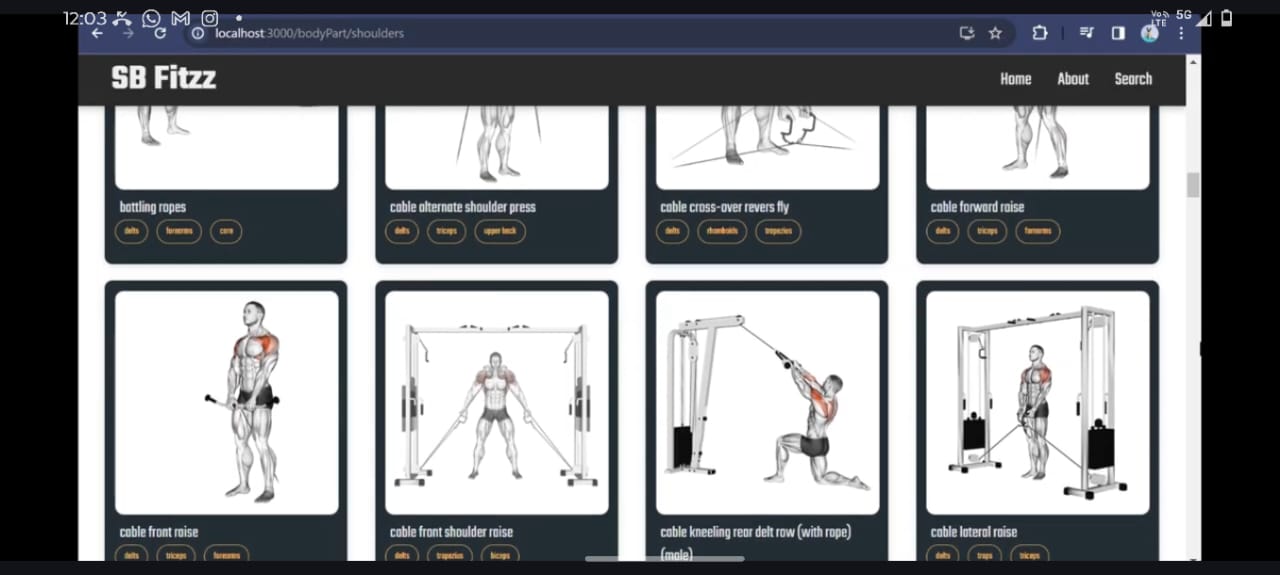 12:03
Vo)) LTE 5G
localhost:3000/bodyPart/shoulders
SB Fitzz
Home About Search
battling ropes
delts forearms core
cable alternate shoulder press
delts triceps upper back
cable cross-over revers fly
delts rhomboids trapezius
cable forward raise
delts triceps forearms
cable front raise
delts triceps forearms
cable front shoulder raise
delts trapezius biceps
cable kneeling rear delt row (with rope)
(male)
cable lateral raise
delts traps triceps